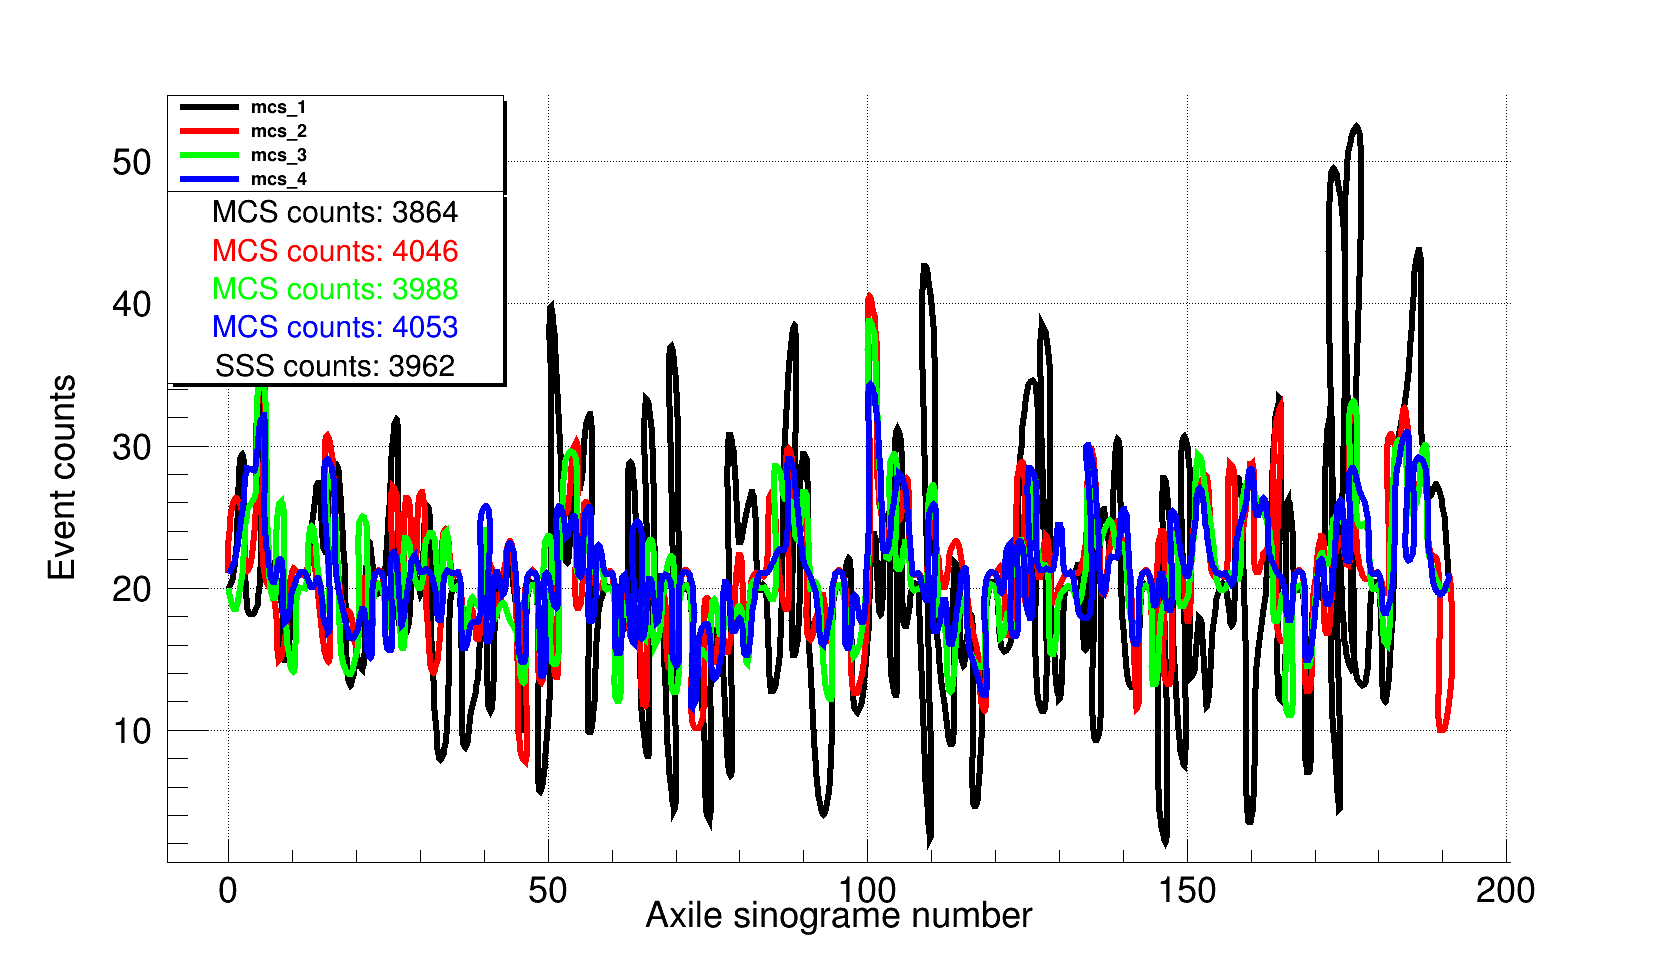 mcs_1
mcs_2
mcs_3
mcs_4
MCS counts: 3864
MCS counts: 4046
MCS counts: 3988
MCS counts: 4053
SSS counts: 3962
50
40
30
20
10
Event counts
0 50 100 150 200
Axile sinograme number